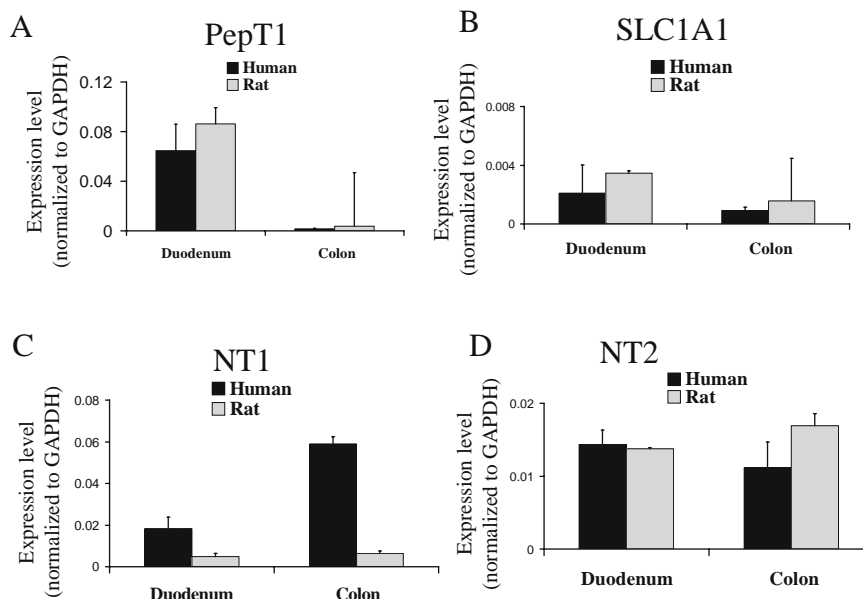 A
PepT1
Human
Rat
Expression level
(normalized to GAPDH)
0.12
0.08
0.04
0
Duodenum
Colon
B
SLC1A1
Human
Rat
Expression level
(normalized to GAPDH)
0.008
0.004
0
Duodenum
Colon
C
NT1
Human
Rat
Expression level
(normalized to GAPDH)
0.08
0.06
0.04
0.02
0
Duodenum
Colon
D
NT2
Human
Rat
Expression level
(normalized to GAPDH)
0.02
0.01
0
Duodenum
Colon